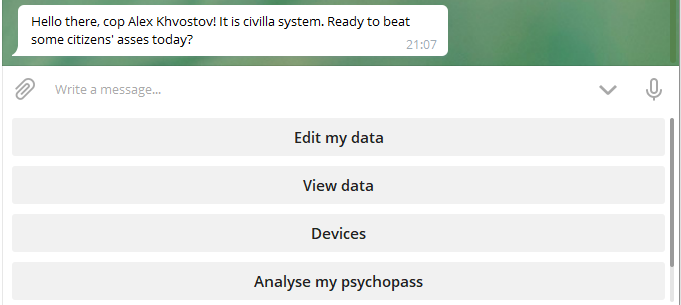 Hello there, cop Alex Khvostov! It is civilla system. Ready to beat
some citizens' asses today?
21:07
Write a message...
Edit my data
View data
Devices
Analyse my psychopass